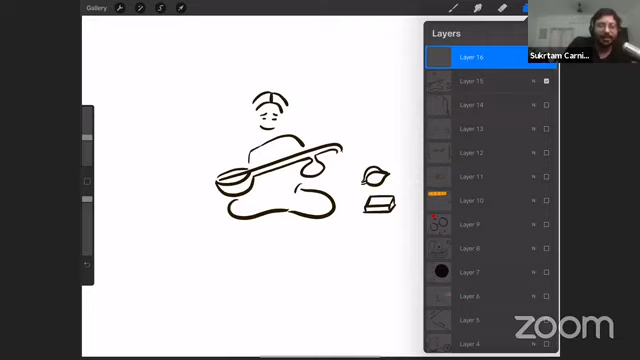 Gallery
Layers
Layer 16
Sukrtam Carni...
Layer 15
N
Layer 14
N
Layer 13
N
Layer 12
N
Layer 11
N
Layer 10
N
Layer 9
N
Layer 8
N
Layer 7
N
Layer 6
N
Layer 5
Layer 4
N
zoom